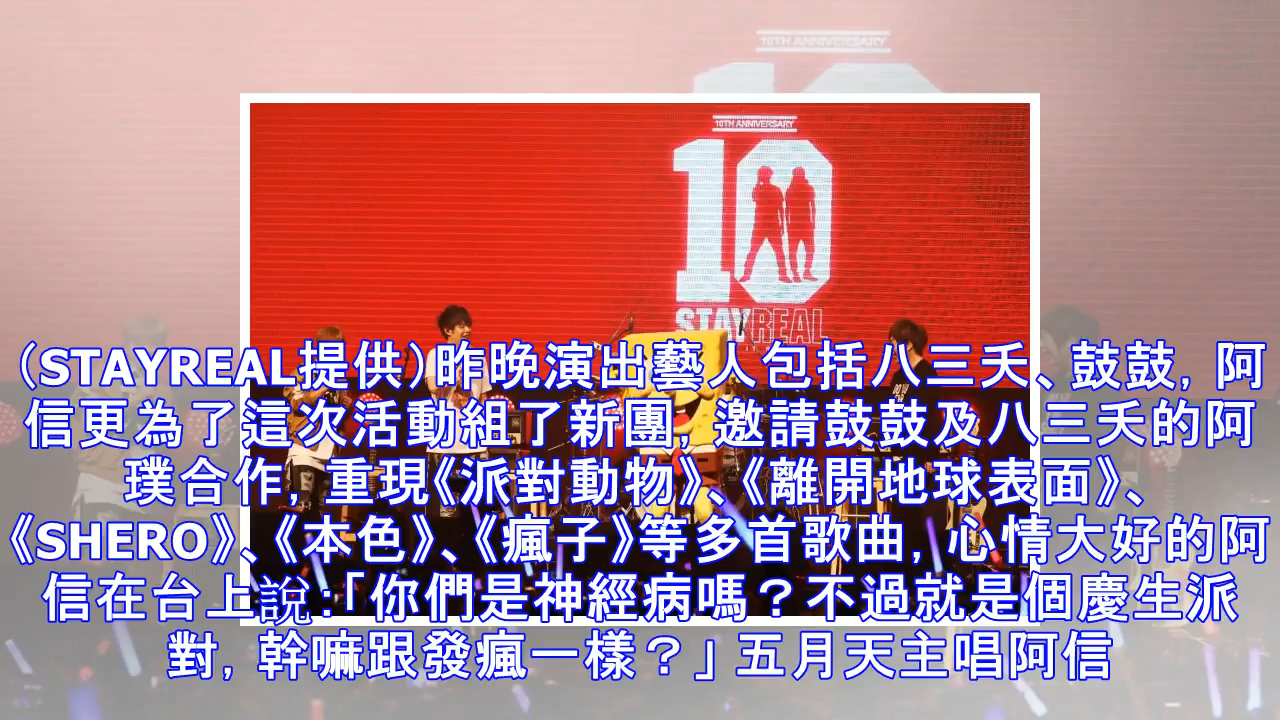 10TH ANNIVERSARY
10TH ANNIVERSARY
10
STAYREAL
(STAYREAL提供)昨晚演出藝人包括八三夭、鼓鼓, 阿
信更為了這次活動組了新團, 邀請鼓鼓及八三夭的阿
璞合作, 重現《派對動物》、《離開地球表面》、
《SHERO》、《本色》、《瘋子》等多首歌曲, 心情大好的阿
信在台上說:「你們是神經病嗎？不過就是個慶生派
對, 幹嘛跟發瘋一樣？」五月天主唱阿信